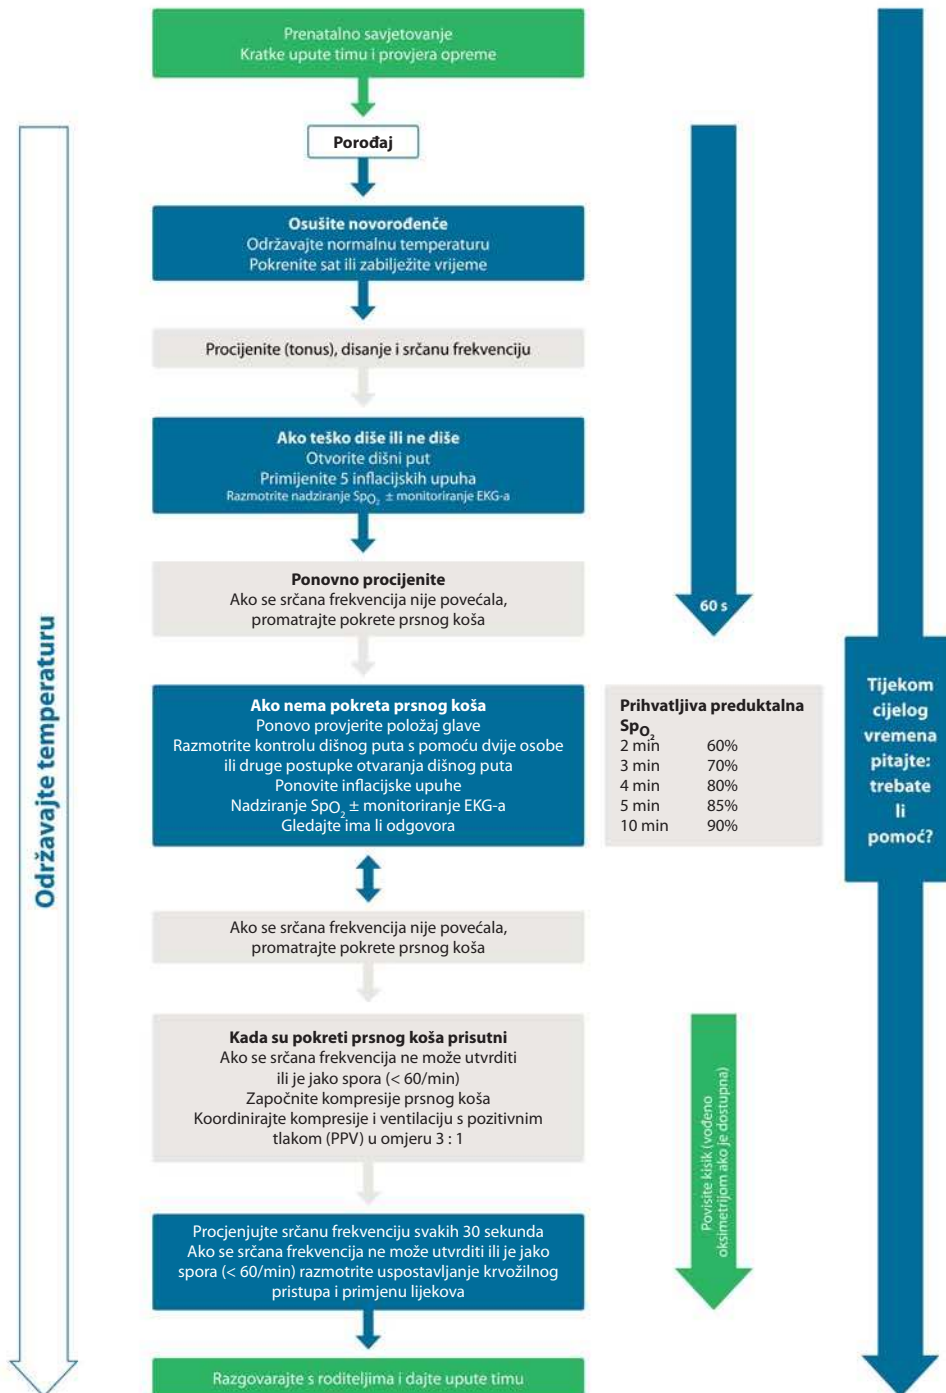 Prenatalno savjetovanje
Kratke upute timu i provjera opreme
Porođaj
Osušite novorođenče
Održavajte normalnu temperaturu
Pokrenite sat ili zabilježite vrijeme
Procijenite (tonus), disanje i srčanu frekvenciju
Ako teško diše ili ne diše
Otvorite dišni put
Primijenite 5 inflacijskih upuha
Razmotrite nadziranje SpO₂ ± monitoriranje EKG-a
Ponovno procijenite
Ako se srčana frekvencija nije povećala,
promatrajte pokrete prsnog koša
60 s
Ako nema pokreta prsnog koša
Ponovo provjerite položaj glave
Razmotrite kontrolu dišnog puta s pomoću dvije osobe
ili druge postupke otvaranja dišnog puta
Ponovite inflacijske upuhe
Nadziranje SpO₂ ± monitoriranje EKG-a
Gledajte ima li odgovora
Prihvatljiva preduktalna
SpO₂
2 min 60%
3 min 70%
4 min 80%
5 min 85%
10 min 90%
Tijekom
cijelog
vremena
pitajte:
trebate
li
pomoć?
Održavajte temperaturu
Ako se srčana frekvencija nije povećala,
promatrajte pokrete prsnog koša
Kada su pokreti prsnog koša prisutni
Ako se srčana frekvencija ne može utvrditi
ili je jako spora (< 60/min)
Započnite kompresije prsnog koša
Koordinirajte kompresije i ventilaciju s pozitivnim
tlakom (PPV) u omjeru 3 : 1
Povisite kisik (vođeno
oksimetrijom ako je dostupna)
Procjenjujte srčanu frekvenciju svakih 30 sekunda
Ako se srčana frekvencija ne može utvrditi ili je jako
spora (< 60/min) razmotrite uspostavljanje krvožilnog
pristupa i primjenu lijekova
Razgovarajte s roditeljima i dajte upute timu